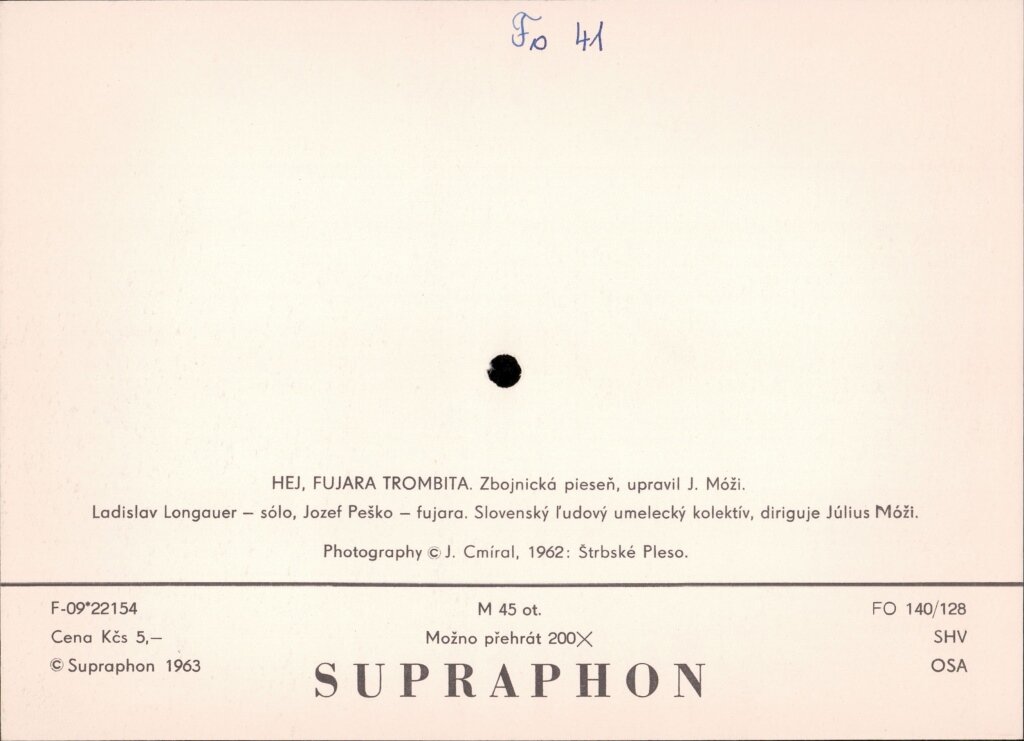 Fo 41
HEJ, FUJARA TROMBITA. Zbojnická pieseň, upravil J. Móži.
Ladislav Longauer – sólo, Jozef Peško – fujara. Slovenský ľudový umelecký kolektív, diriguje Július Móži.
Photography © J. Cmíral, 1962: Štrbské Pleso.
F-09*22154
M 45 ot.
FO 140/128
Cena Kčs 5,—
Možno přehrát 200X
SHV
© Supraphon 1963
OSA
SUPRAPHON